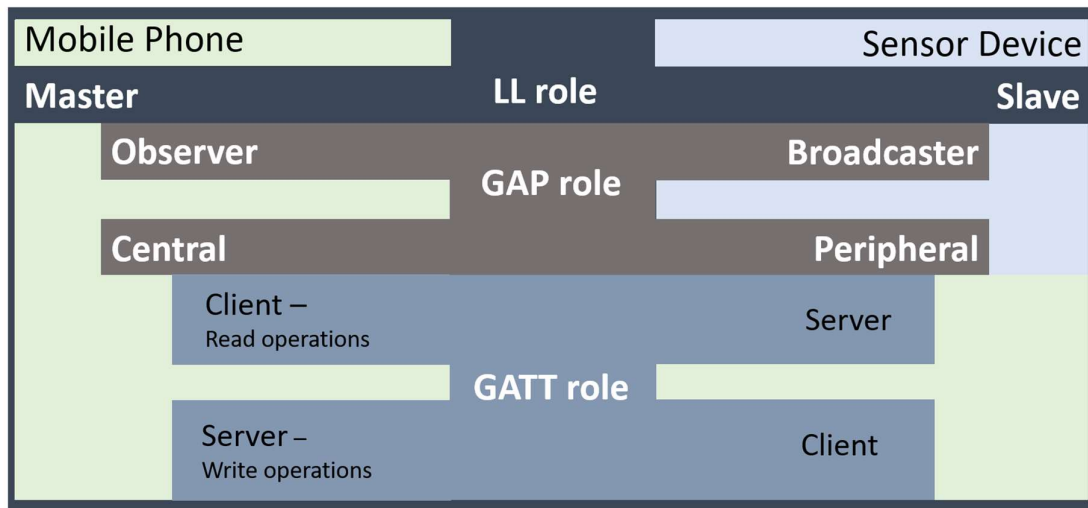 Mobile Phone
Sensor Device
Master
LL role
Slave
Observer
Broadcaster
GAP role
Central
Peripheral
Client –
Read operations
Server
GATT role
Server –
Write operations
Client